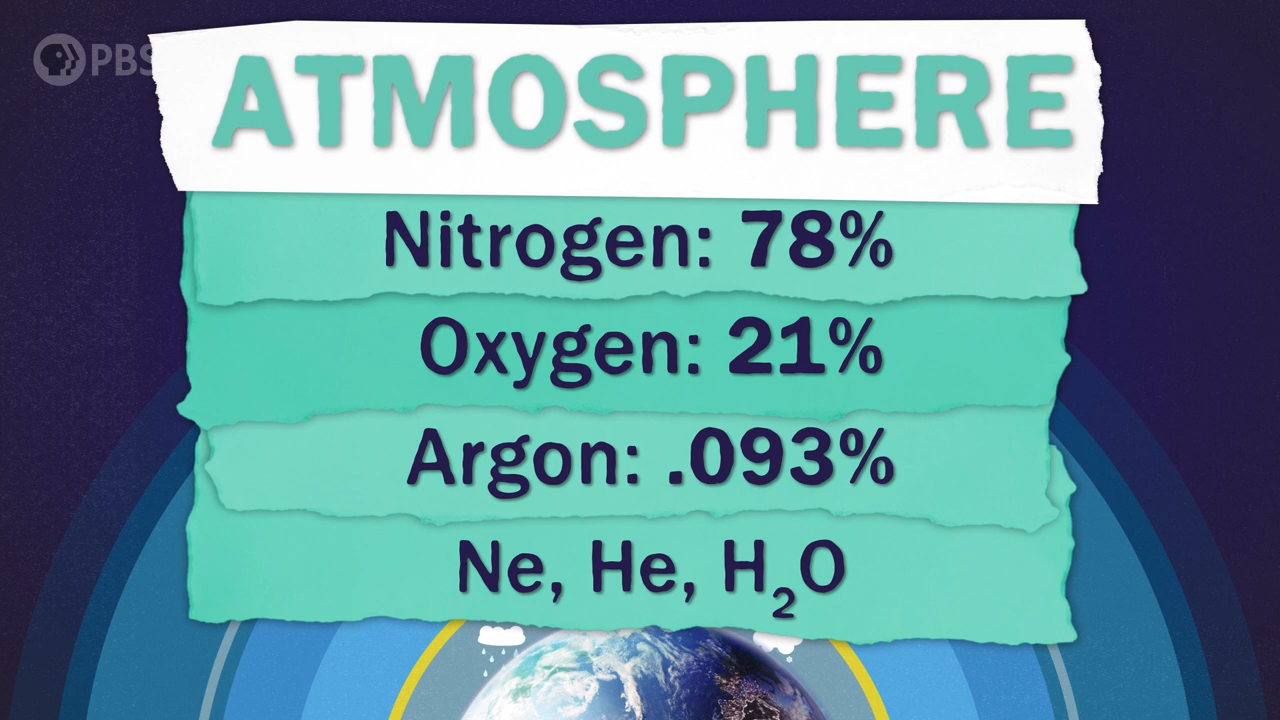 PBS
ATMOSPHERE
Nitrogen: 78%
Oxygen: 21%
Argon: .093%
Ne, He, H₂O